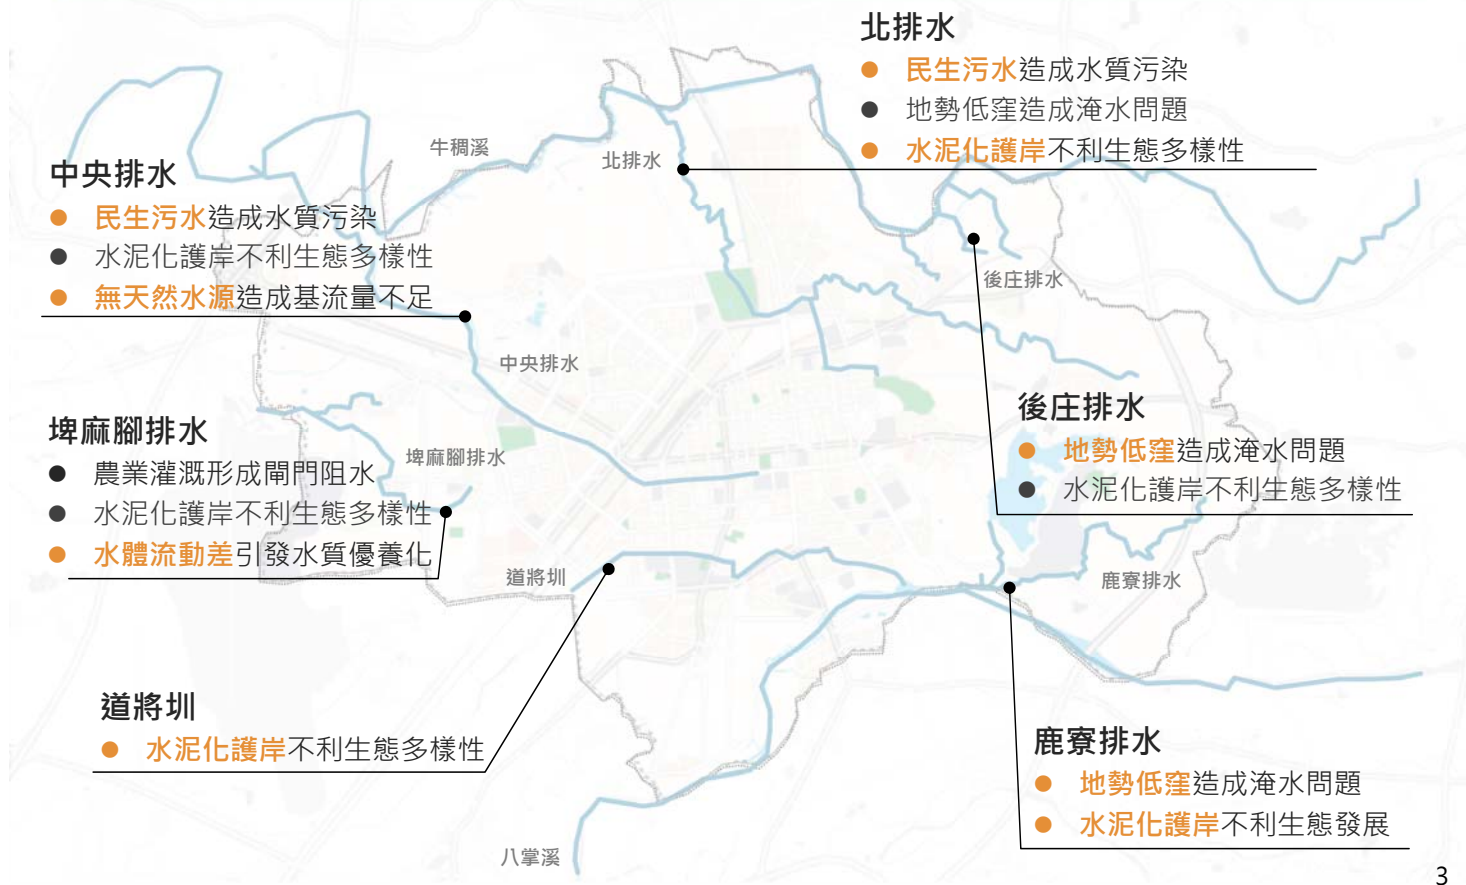 北排水
民生污水造成水質污染
地勢低窪造成淹水問題
水泥化護岸不利生態多樣性
牛稠溪
北排水
中央排水
民生污水造成水質污染
水泥化護岸不利生態多樣性
無天然水源造成基流量不足
後庄排水
中央排水
後庄排水
地勢低窪造成淹水問題
水泥化護岸不利生態多樣性
埤麻腳排水
農業灌溉形成閘門阻水
水泥化護岸不利生態多樣性
水體流動差引發水質優養化
埤麻腳排水
道將圳
鹿寮排水
道將圳
水泥化護岸不利生態多樣性
鹿寮排水
地勢低窪造成淹水問題
水泥化護岸不利生態發展
八掌溪
3